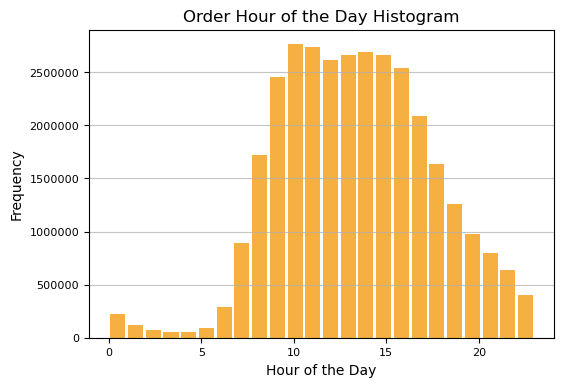 Order Hour of the Day Histogram
2500000
2000000
1500000
1000000
500000
0
Frequency
0 5 10 15 20
Hour of the Day